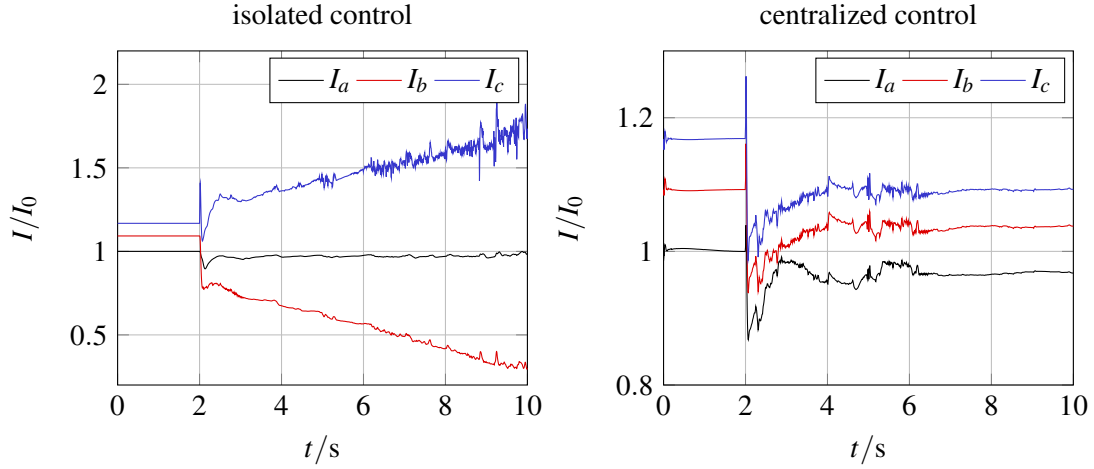 isolated control
I_a I_b I_c
2
1.5
1
0.5
0 2 4 6 8 10
I/I_0
t/s
centralized control
I_a I_b I_c
1.2
1
0.8
0 2 4 6 8 10
I/I_0
t/s